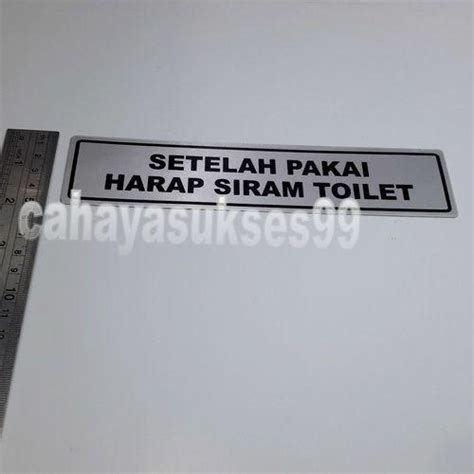 SETELAH PAKAI
HARAP SIRAM TOILET
cahayasukses99